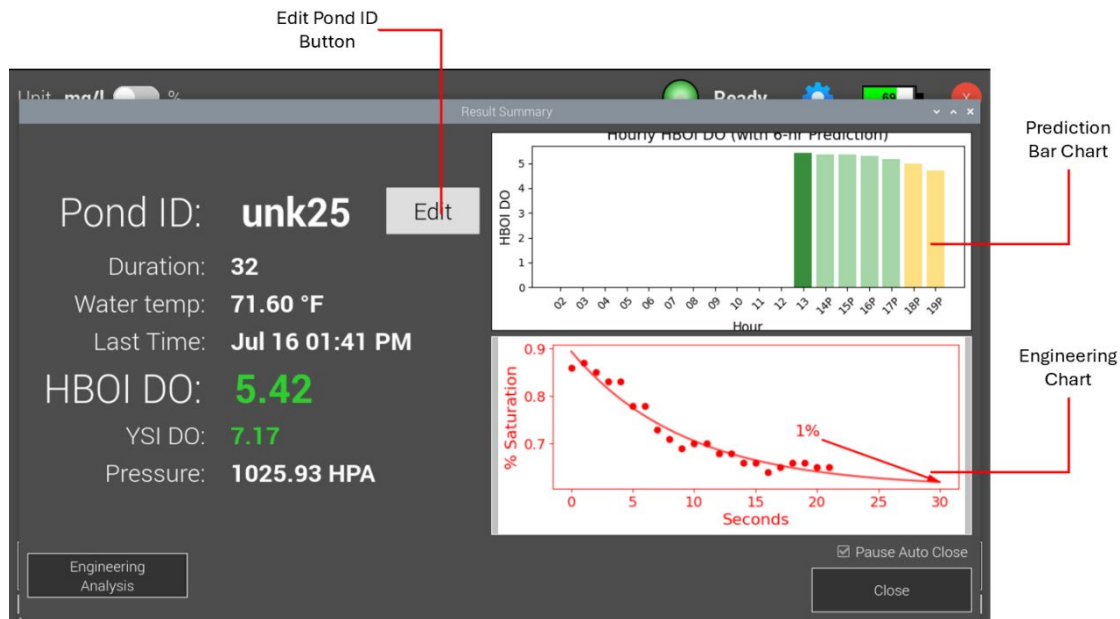 Edit Pond ID
Button
Unit mg/l %
Ready
69
X
Result Summary
Prediction
Bar Chart
Hourly HBOI DO (with 6-hr Prediction)
5
4
3
2
1
0
HBOI DO
02 03 04 05 06 07 08 09 10 11 12 13 14P 15P 16P 17P 18P 19P
Hour
Pond ID: unk25
Edit
Duration: 32
Water temp: 71.60 °F
Last Time: Jul 16 01:41 PM
HBOI DO: 5.42
YSI DO: 7.17
Pressure: 1025.93 HPA
Engineering
Chart
0.9
0.8
0.7
% Saturation
1%
0 5 10 15 20 25 30
Seconds
Pause Auto Close
Engineering
Analysis
Close